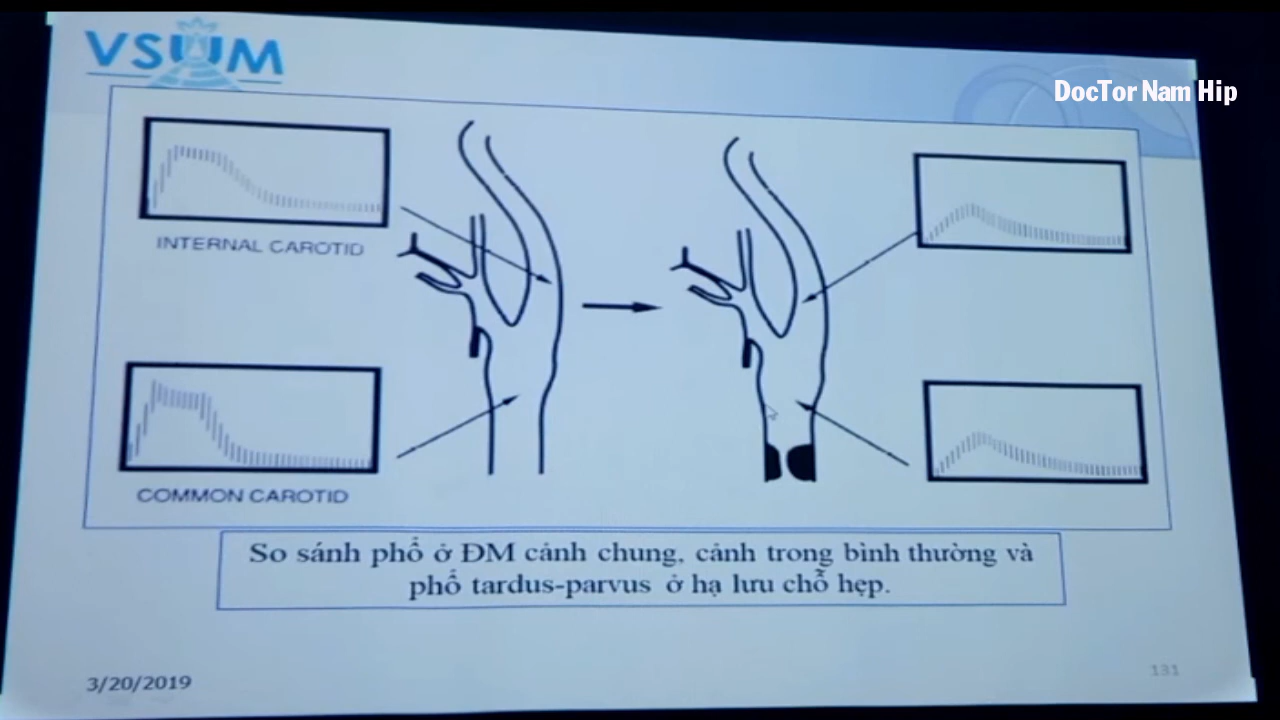 VSUM
DocTor Nam Hip
INTERNAL CAROTID
COMMON CAROTID
So sánh phổ ở ĐM cảnh chung, cảnh trong bình thường và
phổ tardus-parvus ở hạ lưu chỗ hẹp.
3/20/2019
131